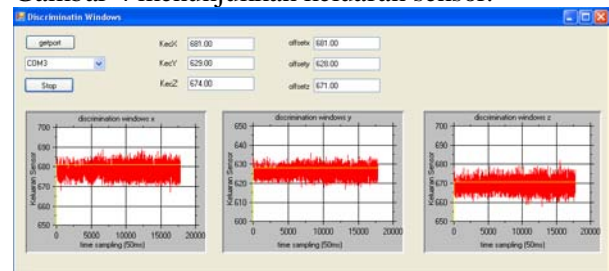 Gambar 4 menunjukkan keluaran sensor.
Discriminatin Windows
getport
KecX 681.00 offsetx 681.00
COM3
KecY 629.00 offsety 628.00
Stop
KecZ 674.00 offsetz 671.00
discrimination windows x
700
690
680
670
660
650
0 5000 10000 15000 20000
Keluaran Sensor
time sampling (50ms)
discrimination windows y
650
640
630
620
610
600
0 5000 10000 15000 20000
Keluaran Sensor
time sampling (50ms)
discrimination windows z
700
690
680
670
660
650
0 5000 10000 15000 20000
Keluaran Sensor
time sampling (50ms)